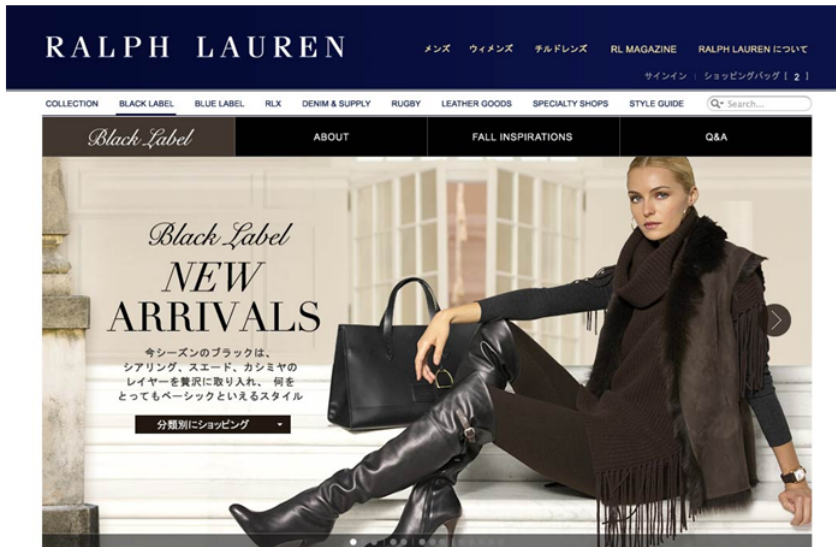 RALPH LAUREN
メンズ ウィメンズ チルドレンズ RL MAGAZINE RALPH LAUREN について
サインイン | ショッピングバッグ [ 2 ]
COLLECTION BLACK LABEL BLUE LABEL RLX DENIM & SUPPLY RUGBY LEATHER GOODS SPECIALTY SHOPS STYLE GUIDE Search...
Black Label ABOUT FALL INSPIRATIONS Q&A
Black Label
NEW
ARRIVALS
今シーズンのブラックは、
シアリング、スエード、カシミヤの
レイヤーを贅沢に取り入れ、 何を
とってもベーシックといえるスタイル
分類別にショッピング